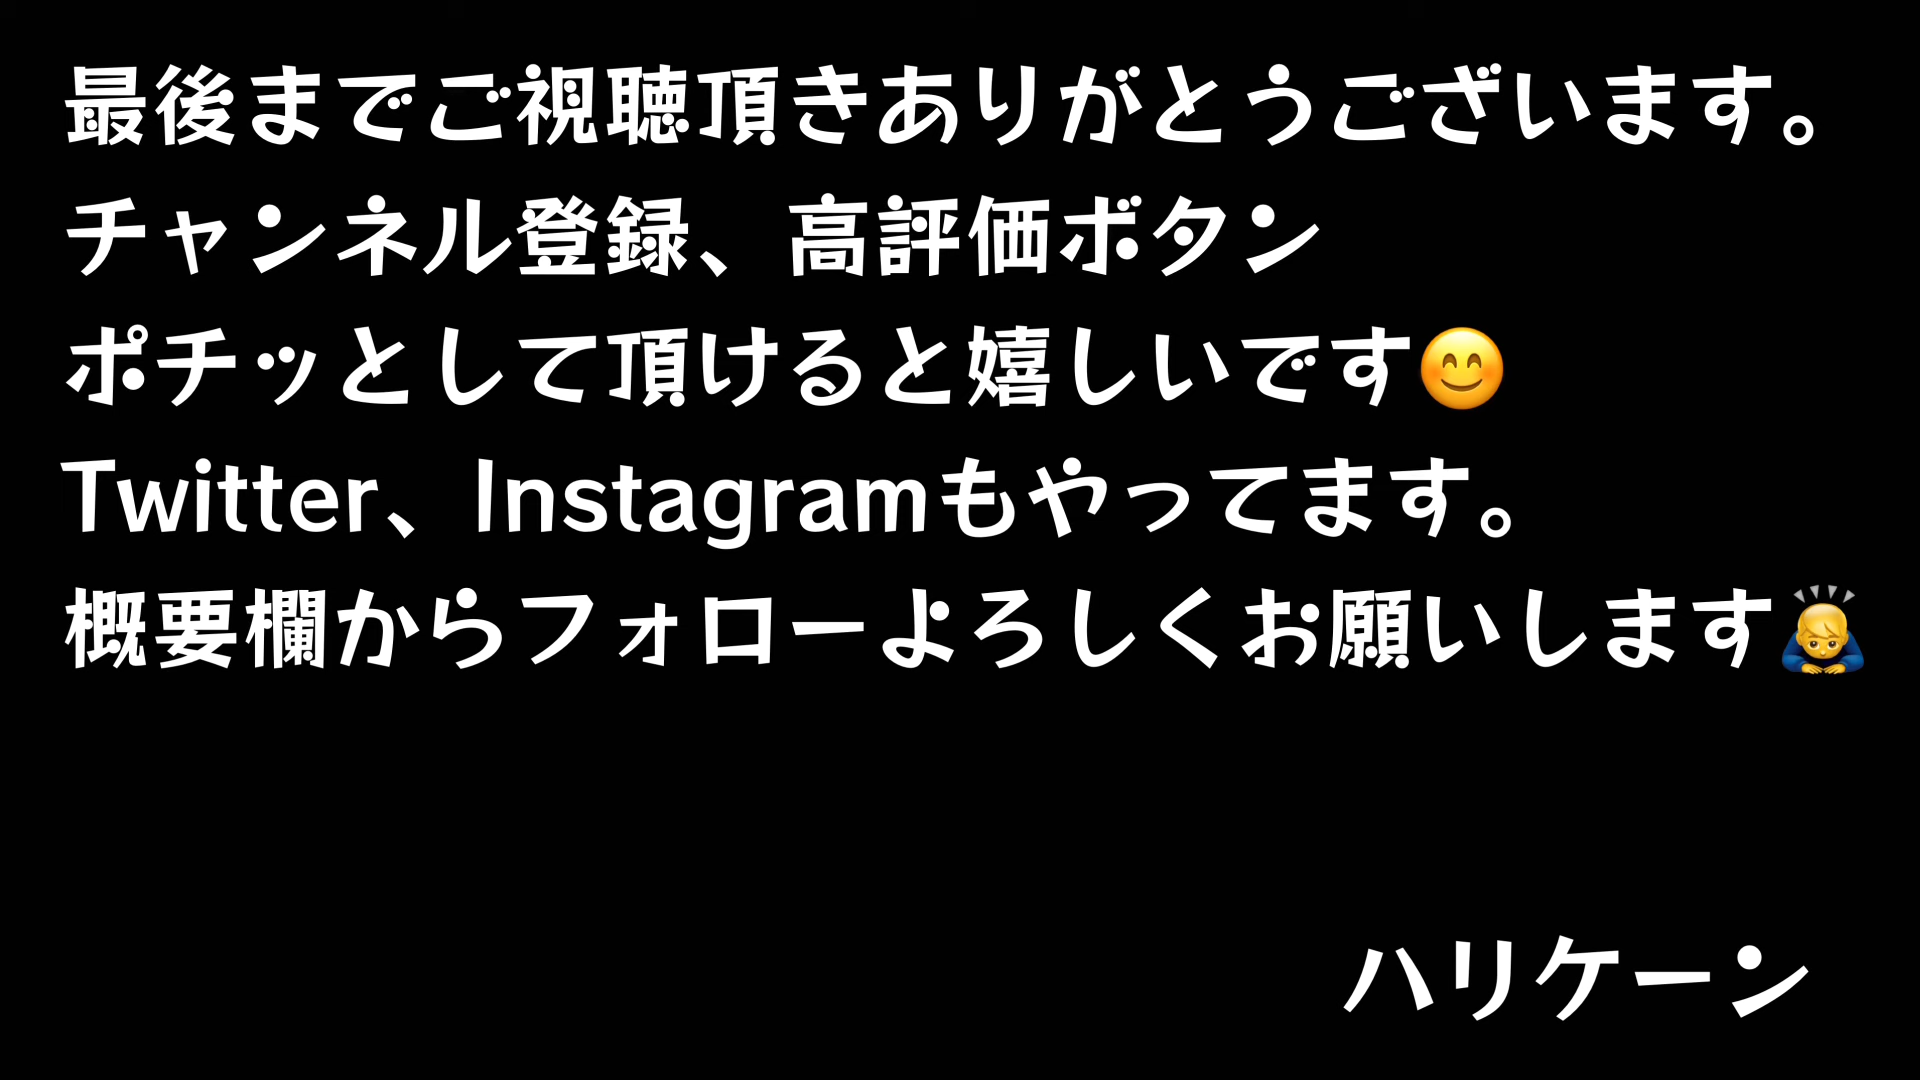 最後までご視聴頂きありがとうございます。
チャンネル登録、高評価ボタン
ポチッとして頂けると嬉しいです😊
Twitter、Instagramもやってます。
概要欄からフォローよろしくお願いします🙇‍♂️
ハリケーン